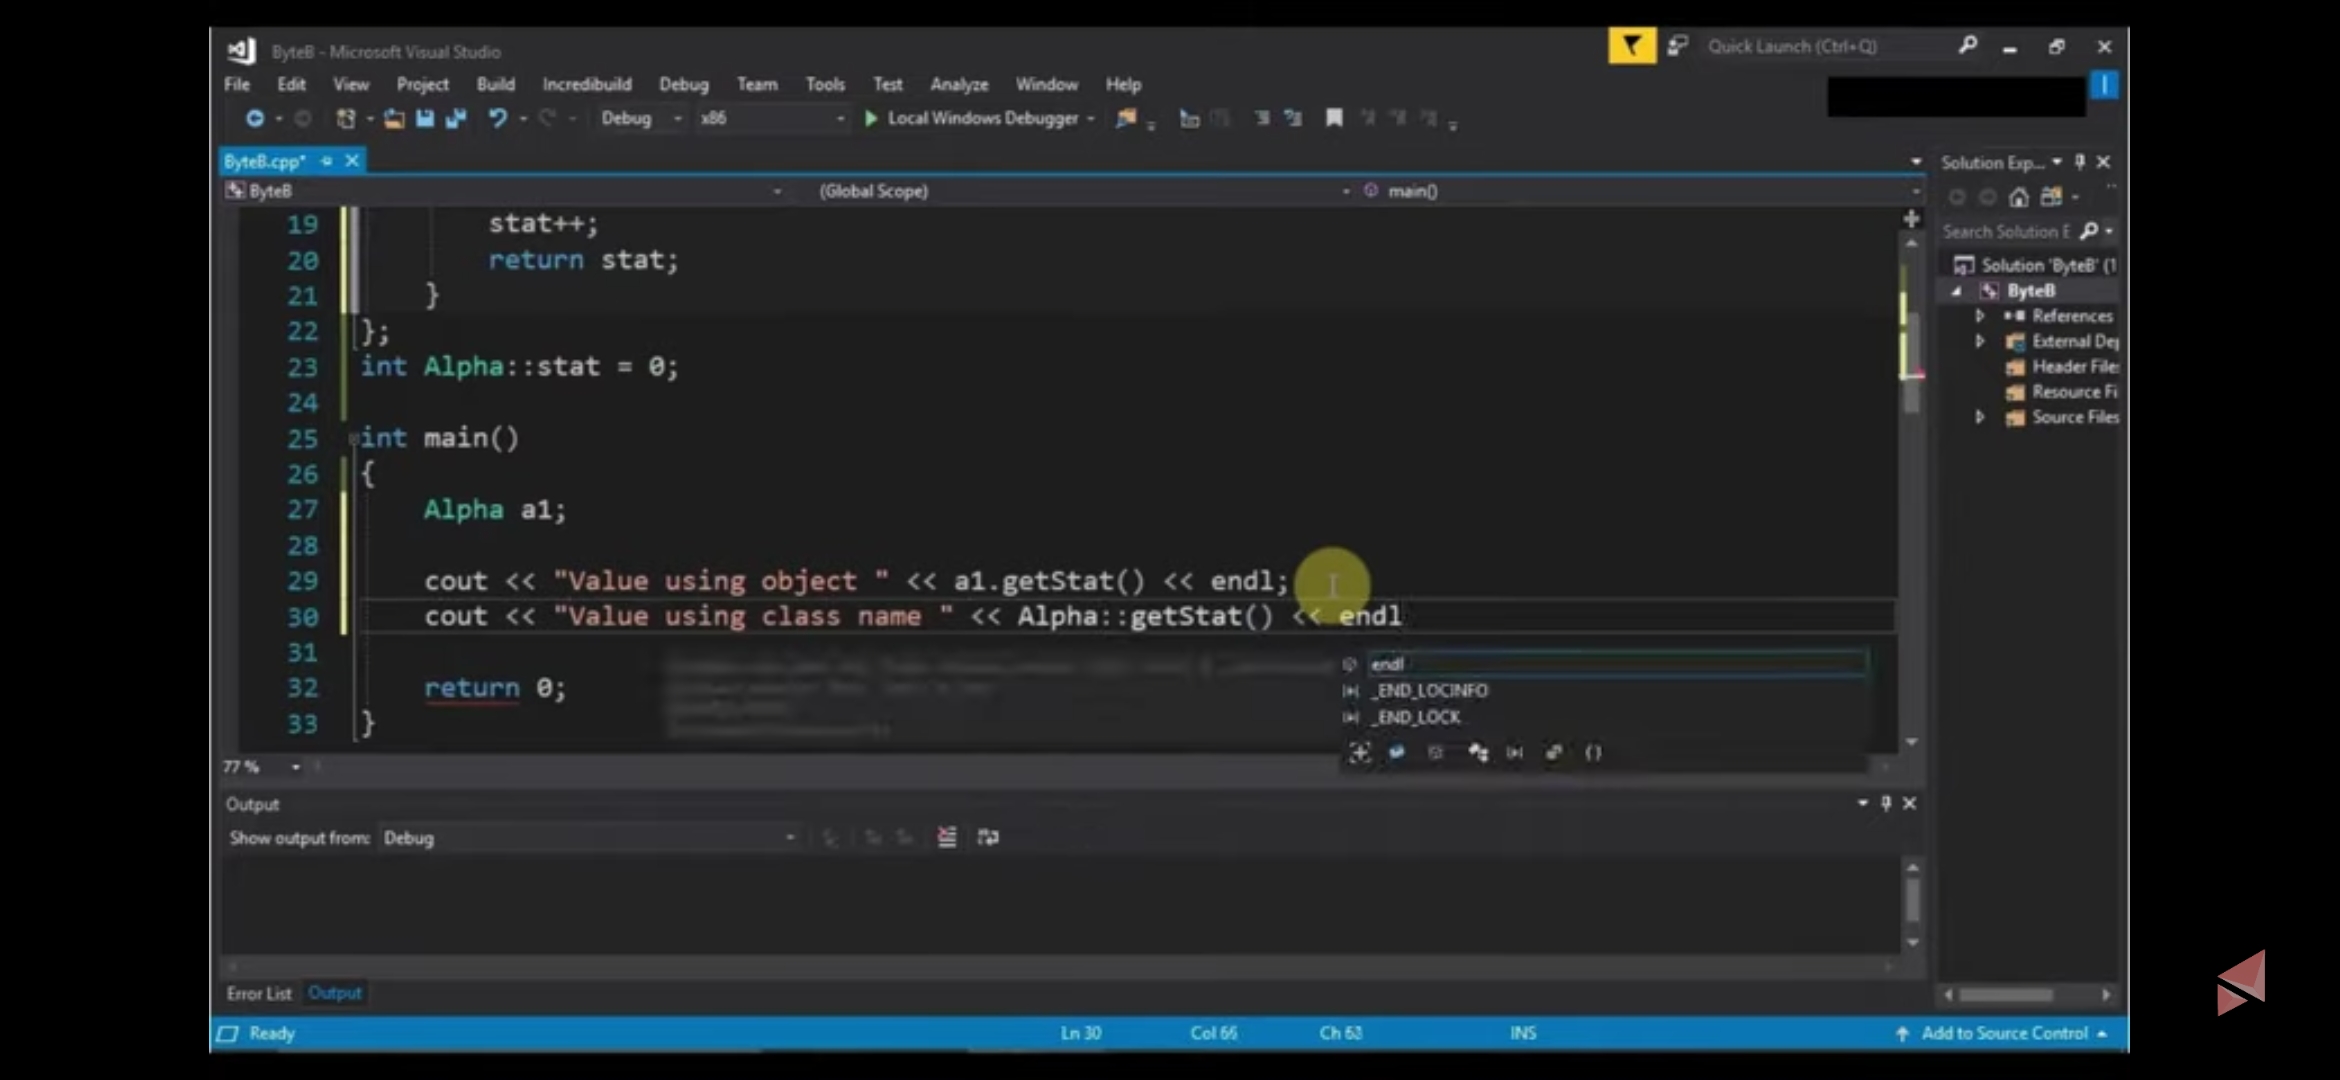 ByteB - Microsoft Visual Studio
Quick Launch (Ctrl+Q)
File Edit View Project Build Incredibuild Debug Team Tools Test Analyze Window Help
Debug x86 Local Windows Debugger
ByteB.cpp*
Solution Exp...
ByteB (Global Scope) main()
Search Solution E
Solution 'ByteB' (1
ByteB
References
External De
Header File
Resource Fi
Source Files
19 stat++;
20 return stat;
21 }
22 };
23 int Alpha::stat = 0;
24
25 int main()
26 {
27 Alpha a1;
28
29 cout << "Value using object " << a1.getStat() << endl;
30 cout << "Value using class name " << Alpha::getStat() << endl
31
32 return 0;
33 }
endl
_END_LOCINFO
_END_LOCK
77 %
Output
Show output from: Debug
Error List Output
Ready Ln 30 Col 66 Ch 63 INS Add to Source Control